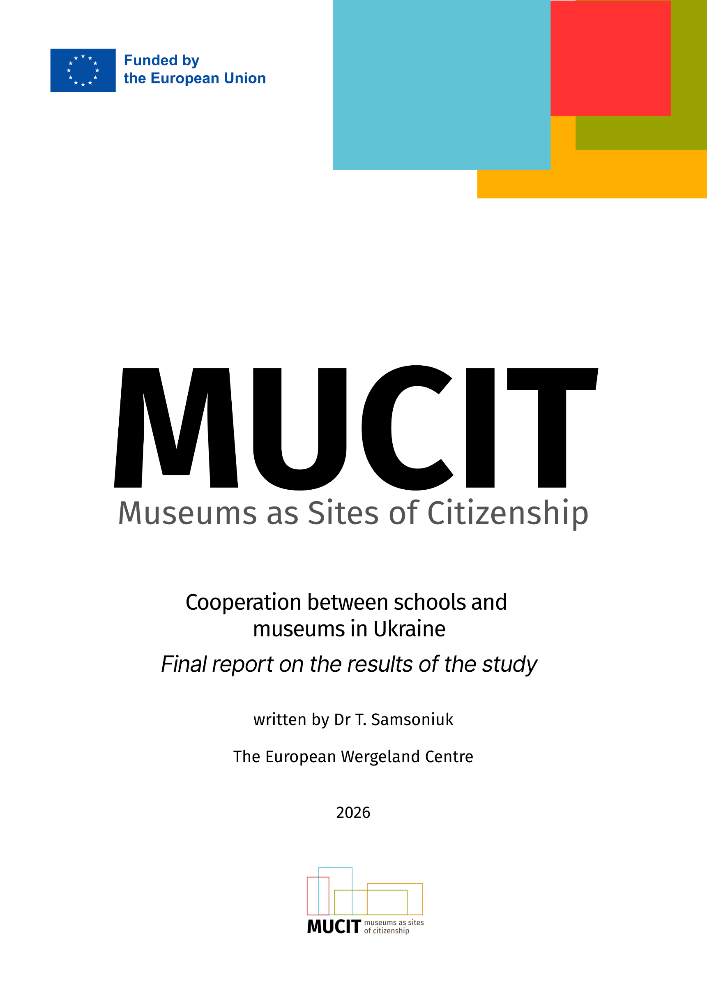 Funded by
the European Union
MUCIT
Museums as Sites of Citizenship
Cooperation between schools and
museums in Ukraine
Final report on the results of the study
written by Dr T. Samsoniuk
The European Wergeland Centre
2026
MUCIT museums as sites
of citizenship